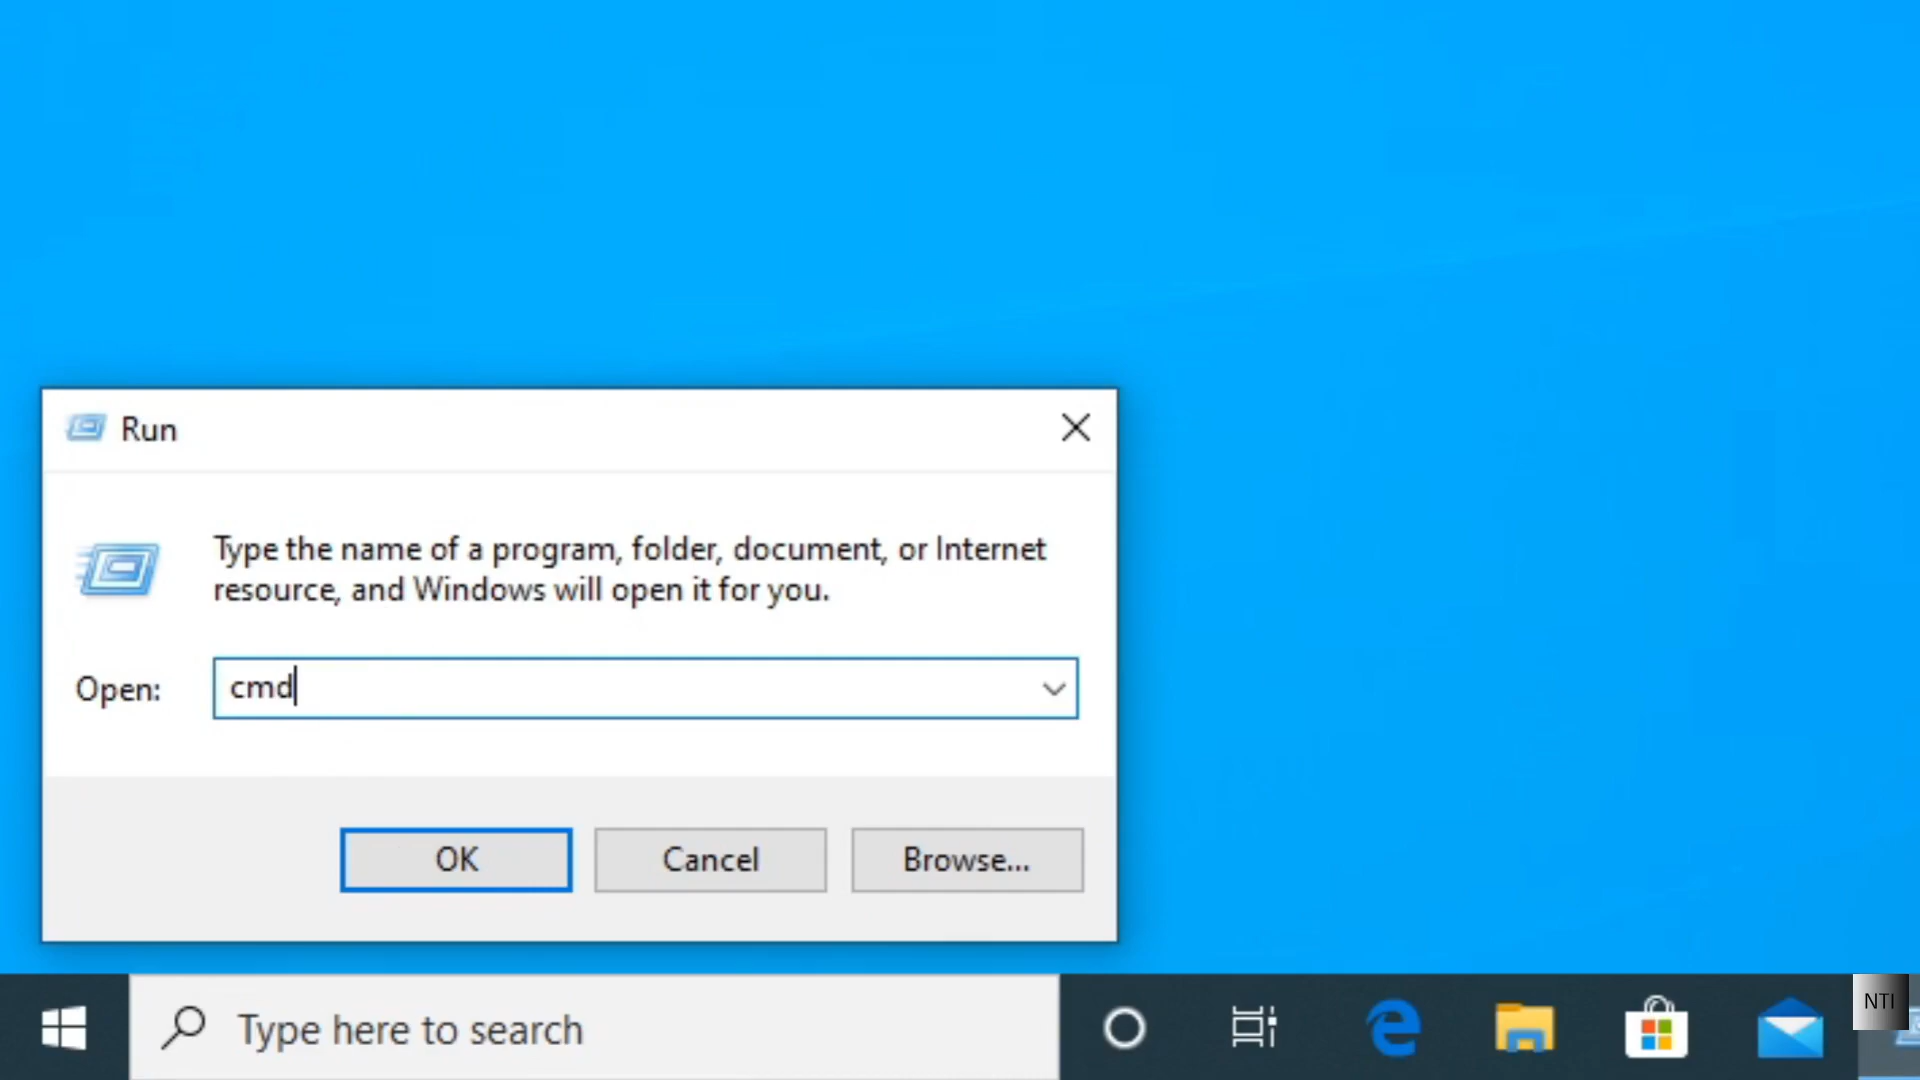 Run
Type the name of a program, folder, document, or Internet
resource, and Windows will open it for you.
Open:
cmd
OK
Cancel
Browse...
Type here to search
NTI